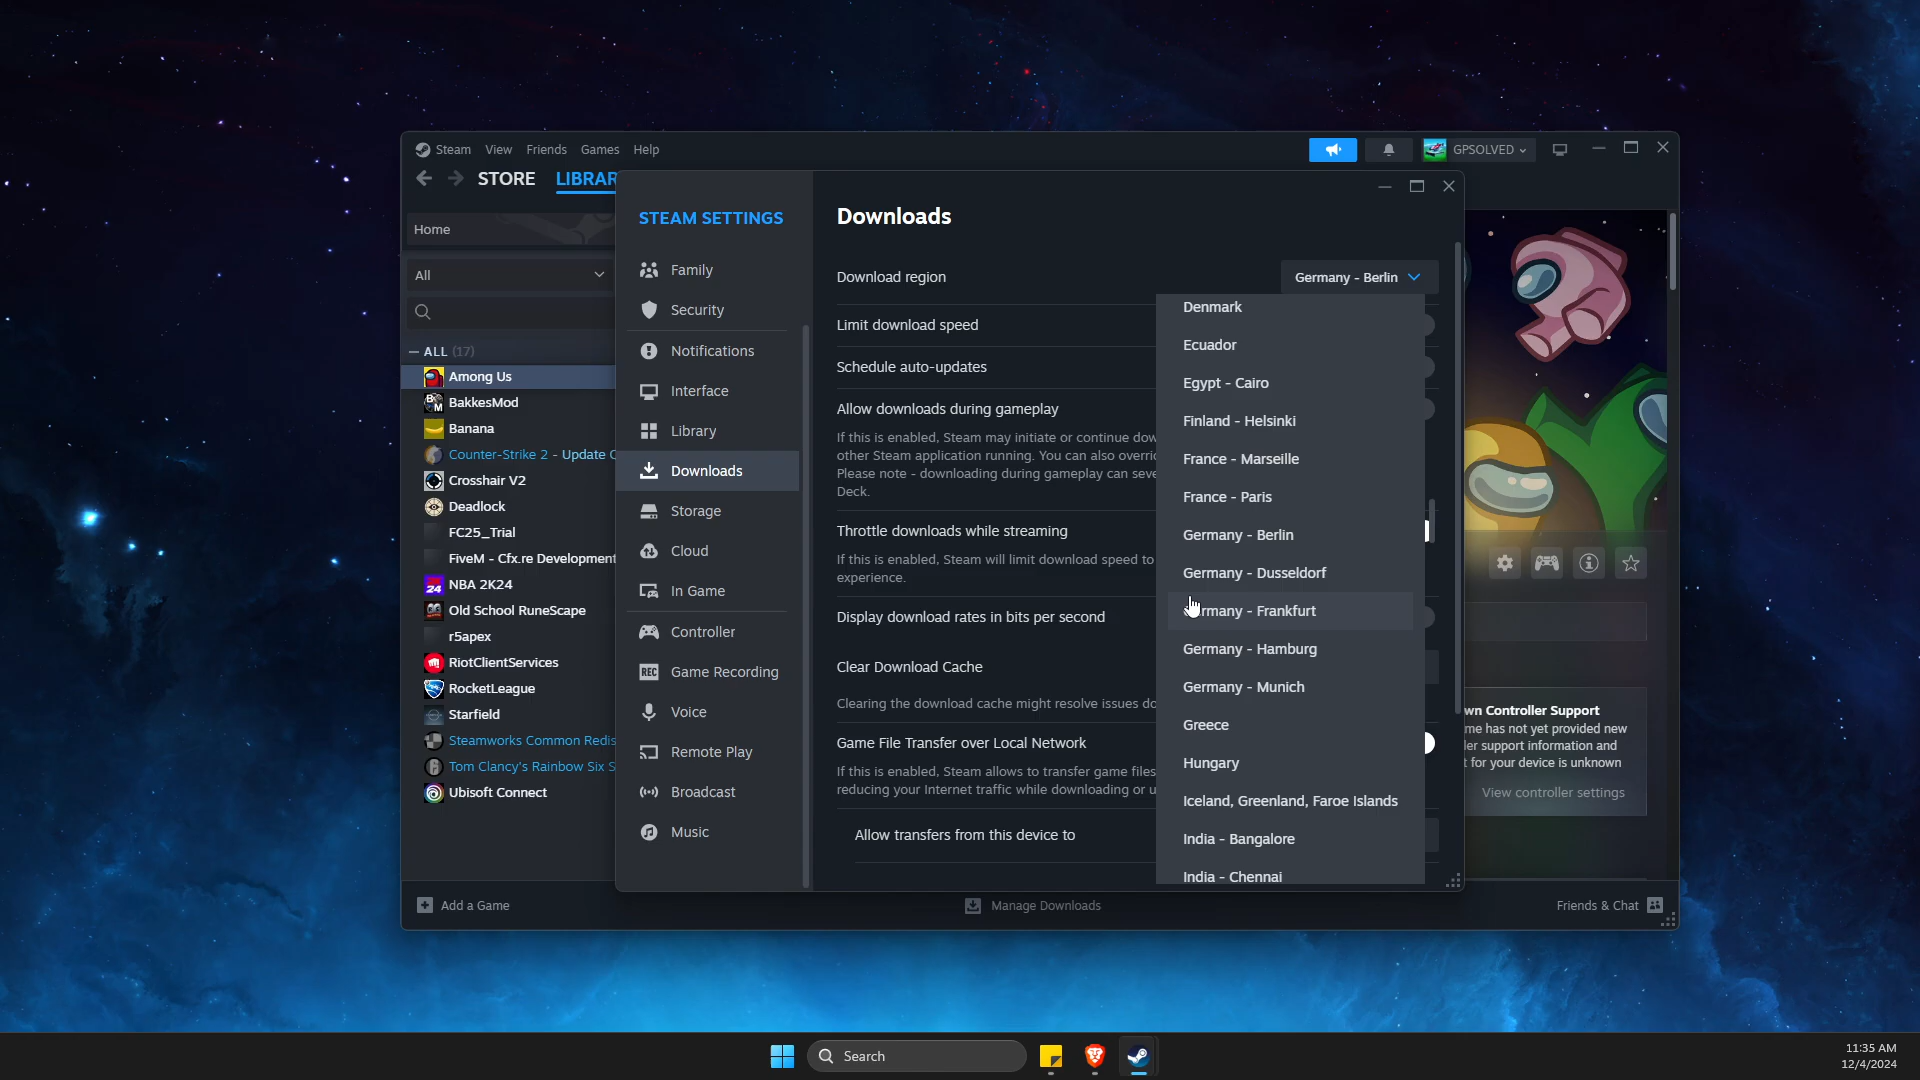 Steam View Friends Games Help
GPSOLVED
STORE LIBRAR
Home
All
ALL (17)
Among Us
BakkesMod
Banana
Counter-Strike 2 - Update
Crosshair V2
Deadlock
FC25_Trial
FiveM - Cfx.re Development
NBA 2K24
Old School RuneScape
r5apex
RiotClientServices
RocketLeague
Starfield
Steamworks Common Redis
Tom Clancy's Rainbow Six S
Ubisoft Connect
STEAM SETTINGS
Family
Security
Notifications
Interface
Library
Downloads
Storage
Cloud
In Game
Controller
REC Game Recording
Voice
Remote Play
Broadcast
Music
Downloads
Download region
Germany - Berlin
Limit download speed
Schedule auto-updates
Allow downloads during gameplay
If this is enabled, Steam may initiate or continue dow
other Steam application running. You can also overri
Please note - downloading during gameplay can seve
Deck.
Throttle downloads while streaming
If this is enabled, Steam will limit download speed to
experience.
Display download rates in bits per second
Clear Download Cache
Clearing the download cache might resolve issues do
Game File Transfer over Local Network
If this is enabled, Steam allows to transfer game files
reducing your Internet traffic while downloading or u
Allow transfers from this device to
Denmark
Ecuador
Egypt - Cairo
Finland - Helsinki
France - Marseille
France - Paris
Germany - Berlin
Germany - Dusseldorf
rmany - Frankfurt
Germany - Hamburg
Germany - Munich
Greece
Hungary
Iceland, Greenland, Faroe Islands
India - Bangalore
India - Chennai
wn Controller Support
me has not yet provided new
ler support information and
t for your device is unknown
View controller settings
Add a Game
Manage Downloads
Friends & Chat
Search
11:35 AM
12/4/2024